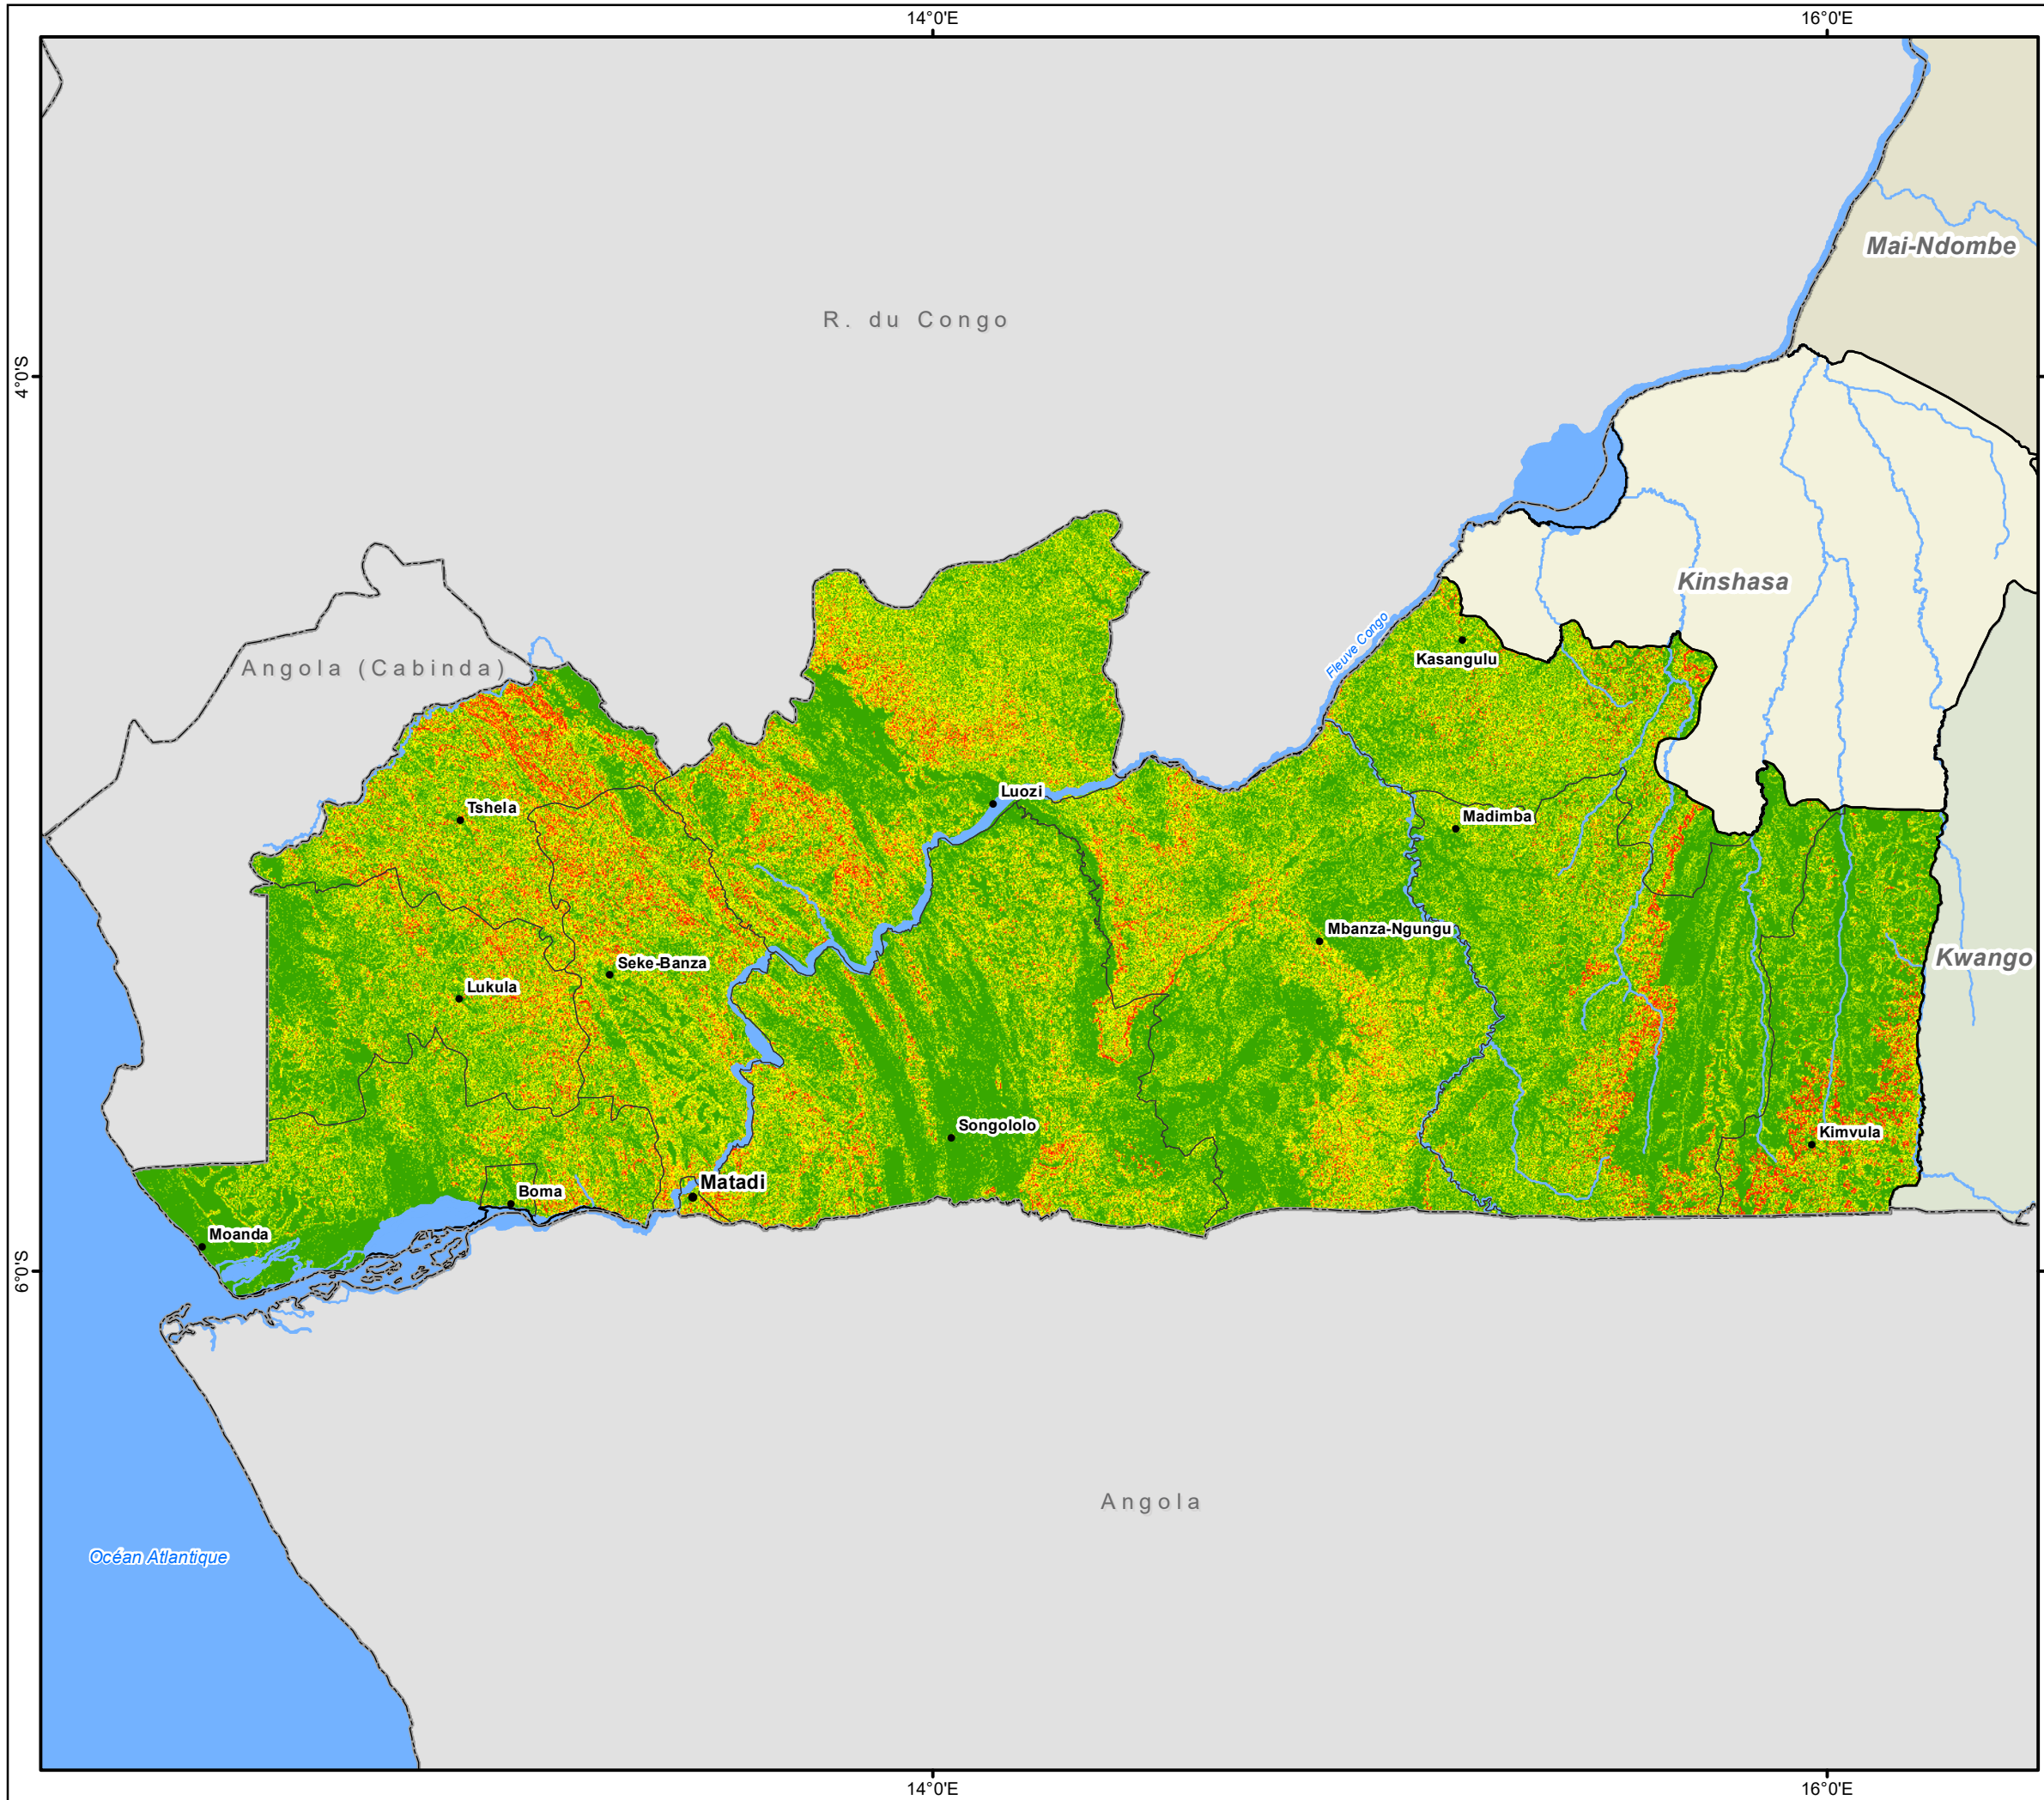 14°0'E
16°0'E
Mai-Ndombe
R. du Congo
4°0'S
4°0'S
Kinshasa
Fleuve Congo
Kasangulu
Angola (Cabinda)
Luozi
Tshela
Madimba
Mbanza-Ngungu
Kwango
Seke-Banza
Lukula
Songololo
Kimvula
Matadi
Boma
Moanda
6°0'S
Angola
Océan Atlantique
14°0'E
16°0'E